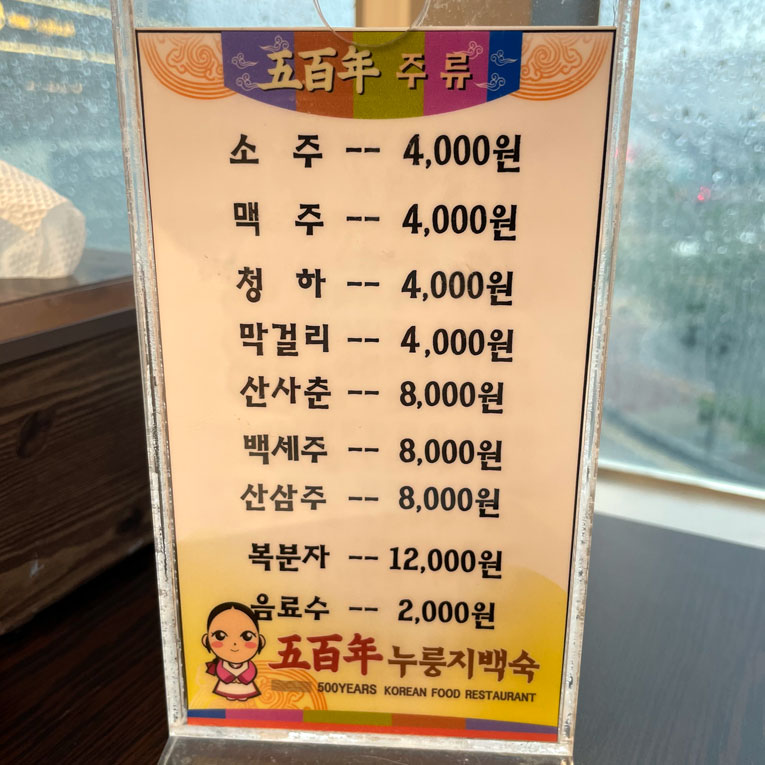 五百年 주류
소 주 -- 4,000원
맥 주 -- 4,000원
청 하 -- 4,000원
막걸리 -- 4,000원
산사춘 -- 8,000원
백세주 -- 8,000원
산삼주 -- 8,000원
복분자 -- 12,000원
음료수 -- 2,000원
五百年 누룽지백숙
500YEARS KOREAN FOOD RESTAURANT